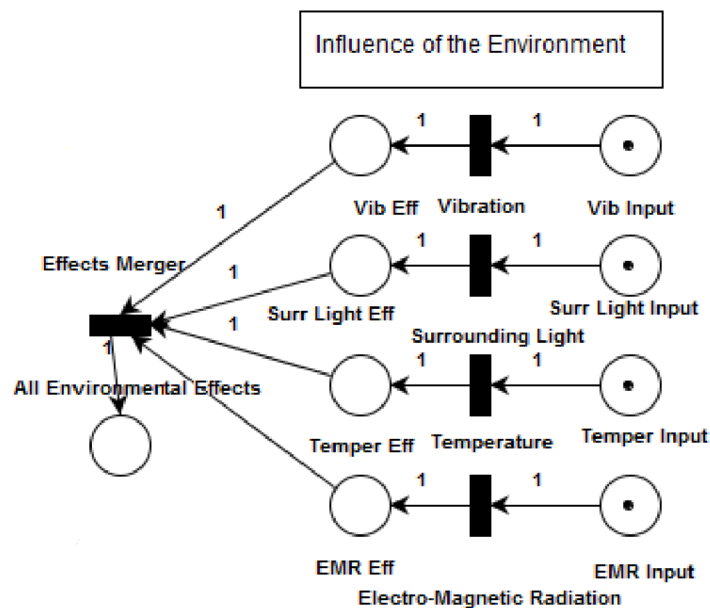 Influence of the Environment
1
1
Vib Eff
Vibration
Vib Input
1
Effects Merger
1
1
1
Surr Light Eff
Surr Light Input
Surrounding Light
1
1
1
1
All Environmental Effects
Temper Eff
Temperature
Temper Input
1
1
EMR Eff
EMR Input
Electro-Magnetic Radiation